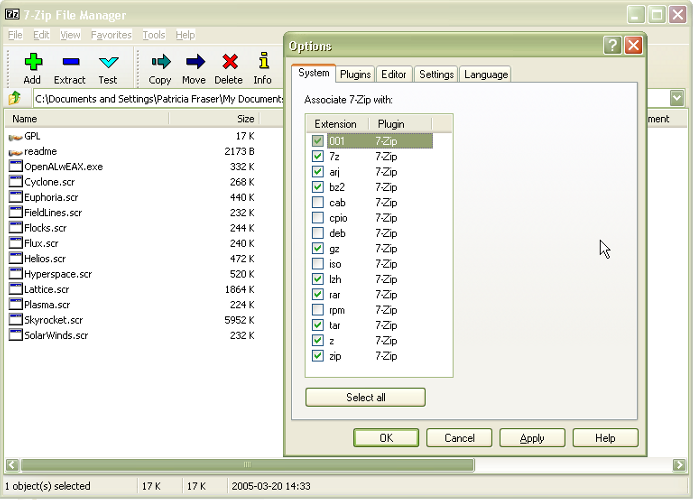 7-Zip File Manager
File Edit View Favorites Tools Help
Add Extract Test Copy Move Delete Info
C:\Documents and Settings\Patricia Fraser\My Documents
Name Size
GPL 17 K
readme 2173 B
OpenALwEAX.exe 332 K
Cyclone.scr 268 K
Euphoria.scr 440 K
FieldLines.scr 232 K
Flocks.scr 244 K
Flux.scr 240 K
Helios.scr 472 K
Hyperspace.scr 520 K
Lattice.scr 1864 K
Plasma.scr 224 K
Skyrocket.scr 5952 K
SolarWinds.scr 232 K
ment
Options
System Plugins Editor Settings Language
Associate 7-Zip with:
Extension Plugin
001 7-Zip
7z 7-Zip
arj 7-Zip
bz2 7-Zip
cab 7-Zip
cpio 7-Zip
deb 7-Zip
gz 7-Zip
iso 7-Zip
lzh 7-Zip
rar 7-Zip
rpm 7-Zip
tar 7-Zip
z 7-Zip
zip 7-Zip
Select all
OK Cancel Apply Help
1 object(s) selected 17 K 17 K 2005-03-20 14:33